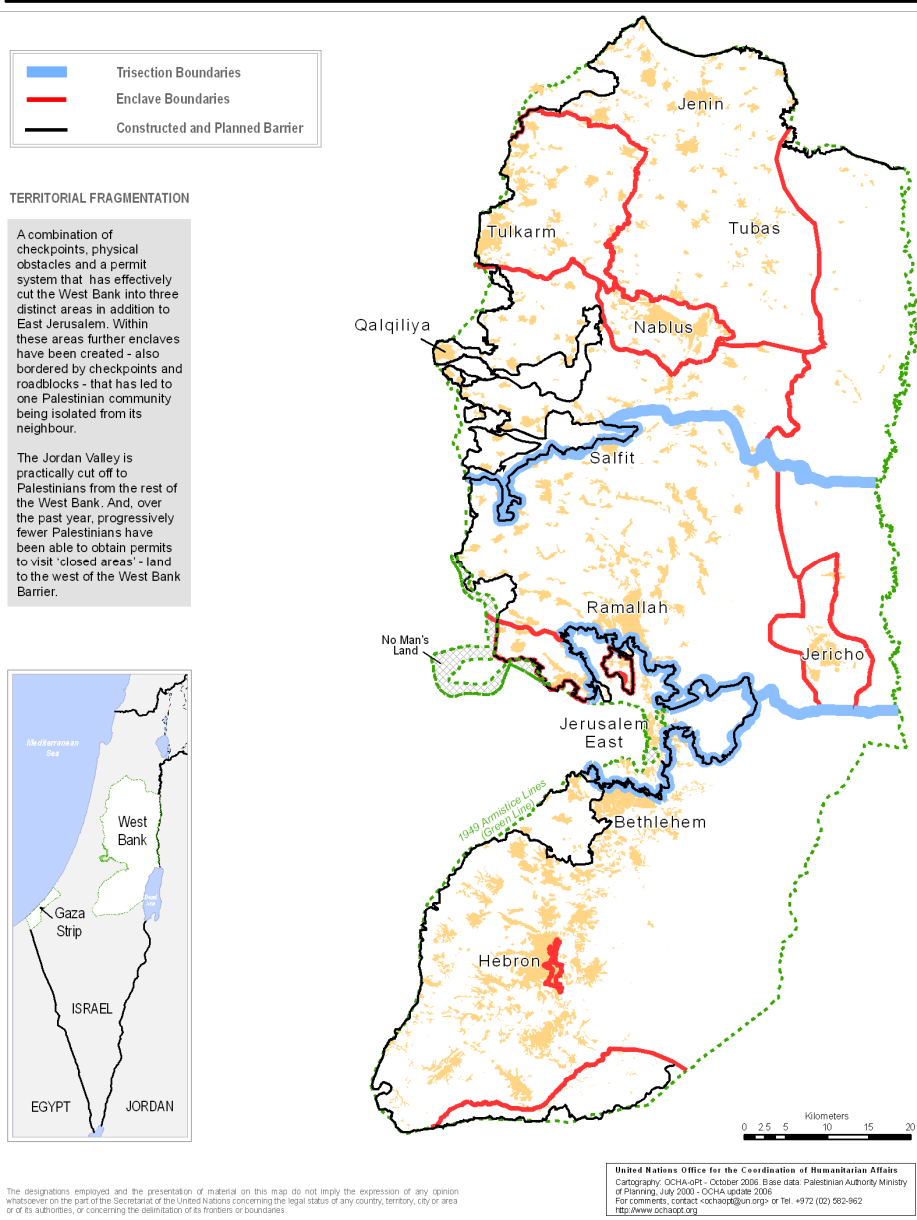 Trisection Boundaries
Enclave Boundaries
Constructed and Planned Barrier
TERRITORIAL FRAGMENTATION
A combination of
checkpoints, physical
obstacles and a permit
system that has effectively
cut the West Bank into three
distinct areas in addition to
East Jerusalem. Within
these areas further enclaves
have been created - also
bordered by checkpoints and
roadblocks - that has led to
one Palestinian community
being isolated from its
neighbour.
The Jordan Valley is
practically cut off to
Palestinians from the rest of
the West Bank. And, over
the past year, progressively
fewer Palestinians have
been able to obtain permits
to visit ‘closed areas’ - land
to the west of the West Bank
Barrier.
Jenin
Tulkarm
Tubas
Qalqiliya
Nablus
Salfit
Ramallah
No Man's
Land
Jericho
Jerusalem
East
1949 Armistice Lines
(Green Line)
Bethlehem
Hebron
Mediterranean
Sea
West
Bank
Dead
Sea
Gaza
Strip
ISRAEL
EGYPT
JORDAN
Kilometers
0 2.5 5 10 15 20
United Nations Office for the Coordination of Humanitarian Affairs
Cartography: OCHA-oPt - October 2006. Base data: Palestinian Authority Ministry
of Planning, July 2000 - OCHA update 2006
For comments, contact <ochaopt@un.org> or Tel. +972 (02) 582-962
http://www.ochaopt.org
The designations employed and the presentation of material on this map do not imply the expression of any opinion
whatsoever on the part of the Secretariat of the United Nations concerning the legal status of any country, territory, city or area
or of its authorities, or concerning the delimitation of its frontiers or boundaries.